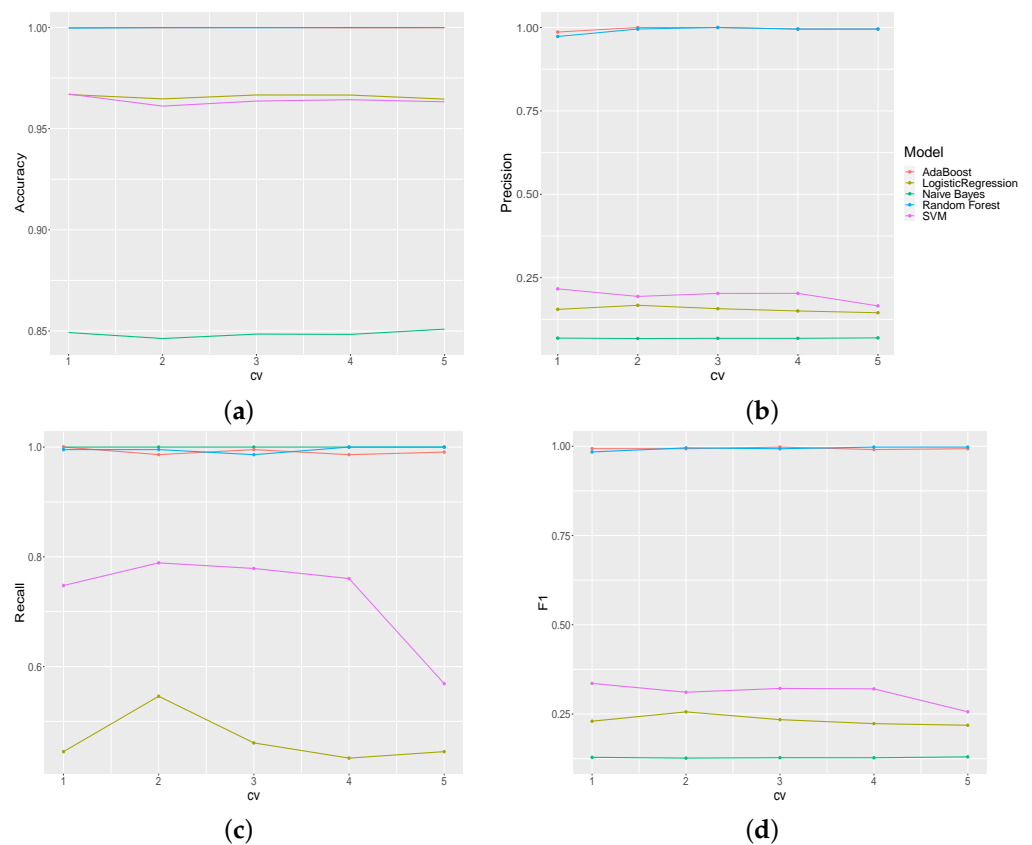 1.00
0.95
0.90
0.85
Accuracy
1 2 3 4 5
cv
(a)
1.00
0.75
0.50
0.25
Precision
1 2 3 4 5
cv
(b)
Model
AdaBoost
LogisticRegression
Naive Bayes
Random Forest
SVM
1.0
0.8
0.6
Recall
1 2 3 4 5
cv
(c)
1.00
0.75
0.50
0.25
F1
1 2 3 4 5
cv
(d)